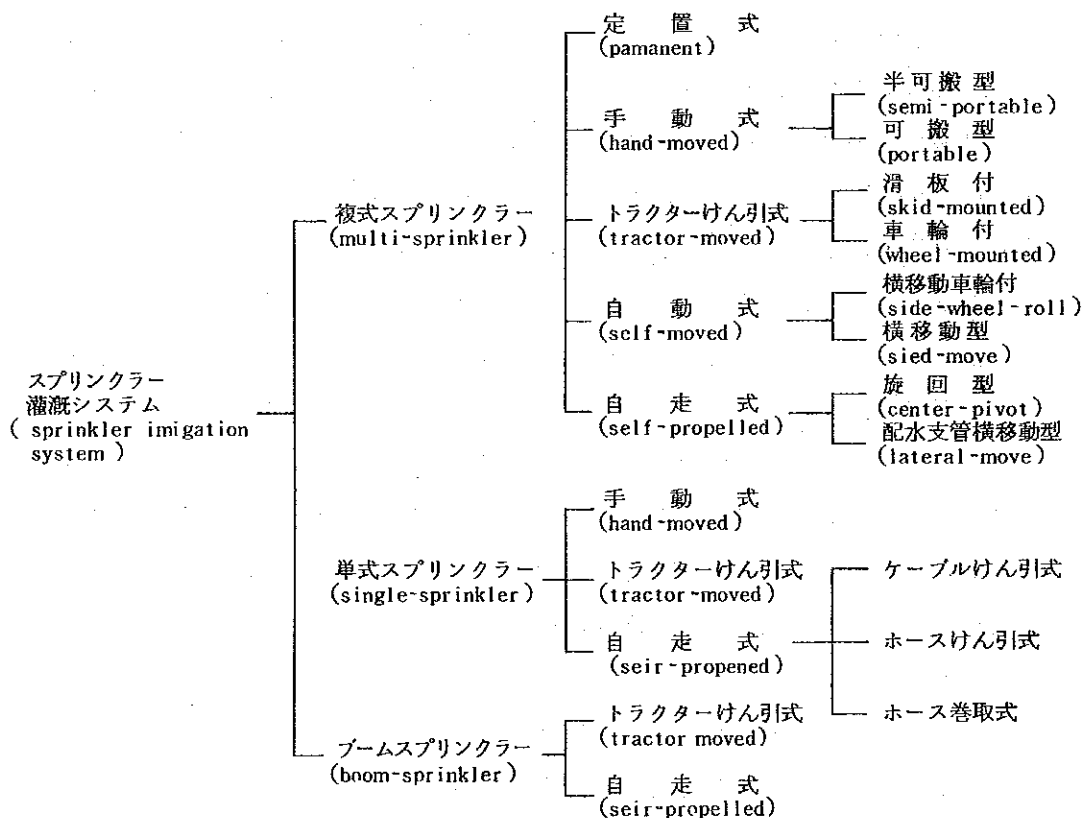 スプリンクラー
灌漑システム
( sprinkler imigation
system )
複式スプリンクラー
(multi-sprinkler)
定置式
(pamanent)
手動式
(hand-moved)
半可搬型
(semi-portable)
可搬型
(portable)
トラクターけん引式
(tractor-moved)
滑板付
(skid-mounted)
車輪付
(wheel-mounted)
自動式
(self-moved)
横移動車輪付
(side-wheel-roll)
横移動型
(sied-move)
自走式
(self-propelled)
旋回型
(center-pivot)
配水支管横移動型
(lateral-move)
単式スプリンクラー
(single-sprinkler)
手動式
(hand-moved)
トラクターけん引式
(tractor-moved)
自走式
(seir-propened)
ケーブルけん引式
ホースけん引式
ホース巻取式
ブームスプリンクラー
(boom-sprinkler)
トラクターけん引式
(tractor moved)
自走式
(seir-propelled)